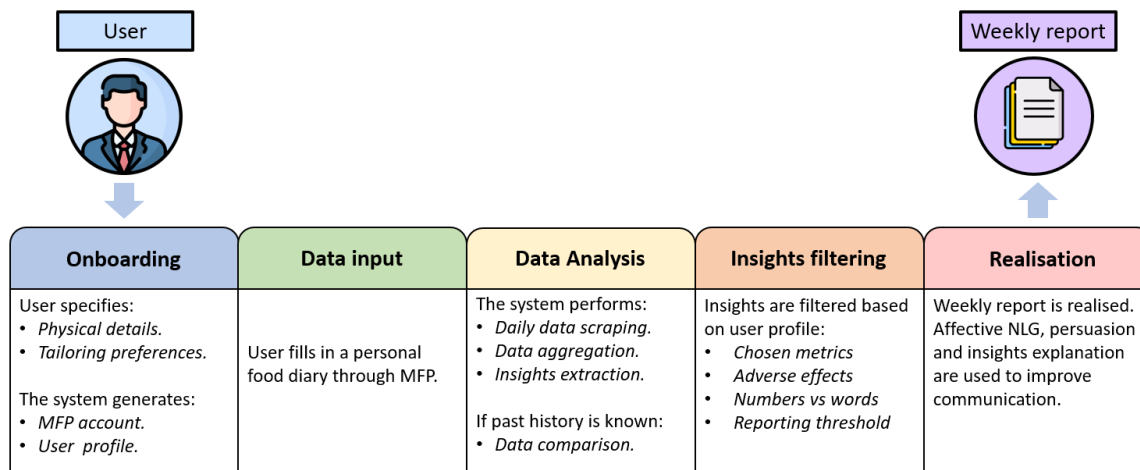 User
Weekly report
Onboarding
User specifies:
• Physical details.
• Tailoring preferences.
The system generates:
• MFP account.
• User profile.
Data input
User fills in a personal
food diary through MFP.
Data Analysis
The system performs:
• Daily data scraping.
• Data aggregation.
• Insights extraction.
If past history is known:
• Data comparison.
Insights filtering
Insights are filtered based
on user profile:
• Chosen metrics
• Adverse effects
• Numbers vs words
• Reporting threshold
Realisation
Weekly report is realised.
Affective NLG, persuasion
and insights explanation
are used to improve
communication.